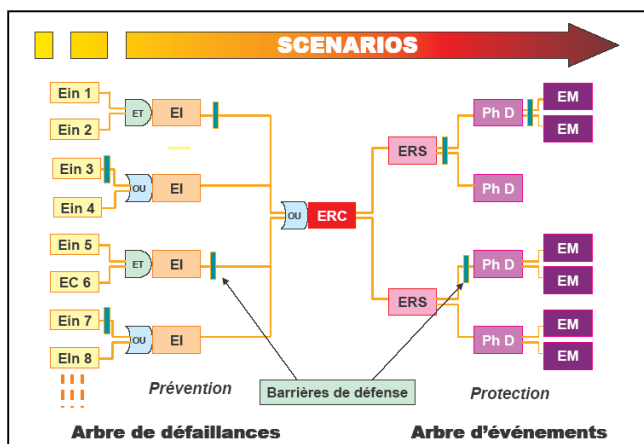 SCENARIOS
Ein 1
Ein 2
ET
EI
Ein 3
Ein 4
OU
EI
Ein 5
EC 6
ET
EI
Ein 7
EIn 8
OU
EI
OU
ERC
ERS
ERS
Ph D
Ph D
Ph D
Ph D
EM
EM
EM
EM
EM
EM
Prévention
Barrières de défense
Protection
Arbre de défaillances
Arbre d'événements